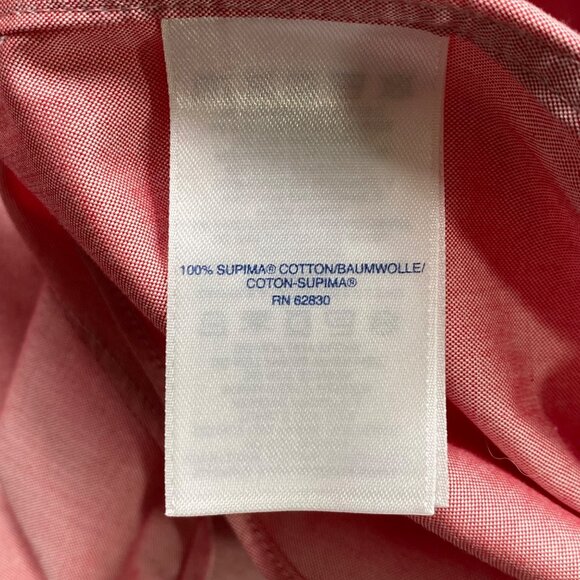 100% SUPIMA® COTTON/BAUMWOLLE/
COTON-SUPIMA®
RN 62830